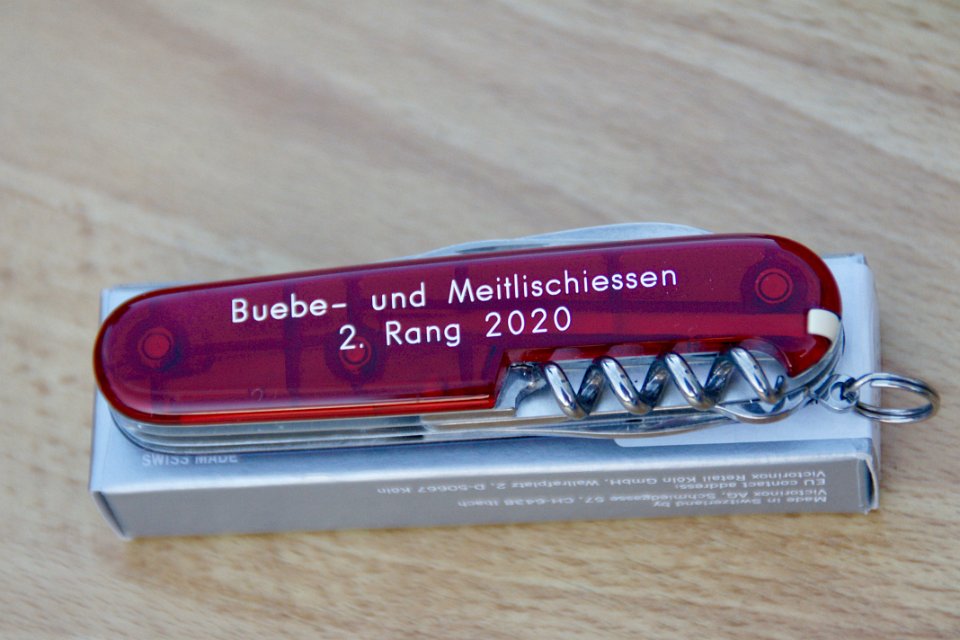 Buebe- und Meitlischiessen
2. Rang 2020
SWISS MADE
Made in Switzerland by
Victorinox AG, Schmiedgasse 57, CH-6438 Ibach
EU contact address:
Victorinox Retail Köln GmbH, Wallrafplatz 2, D-50667 Köln